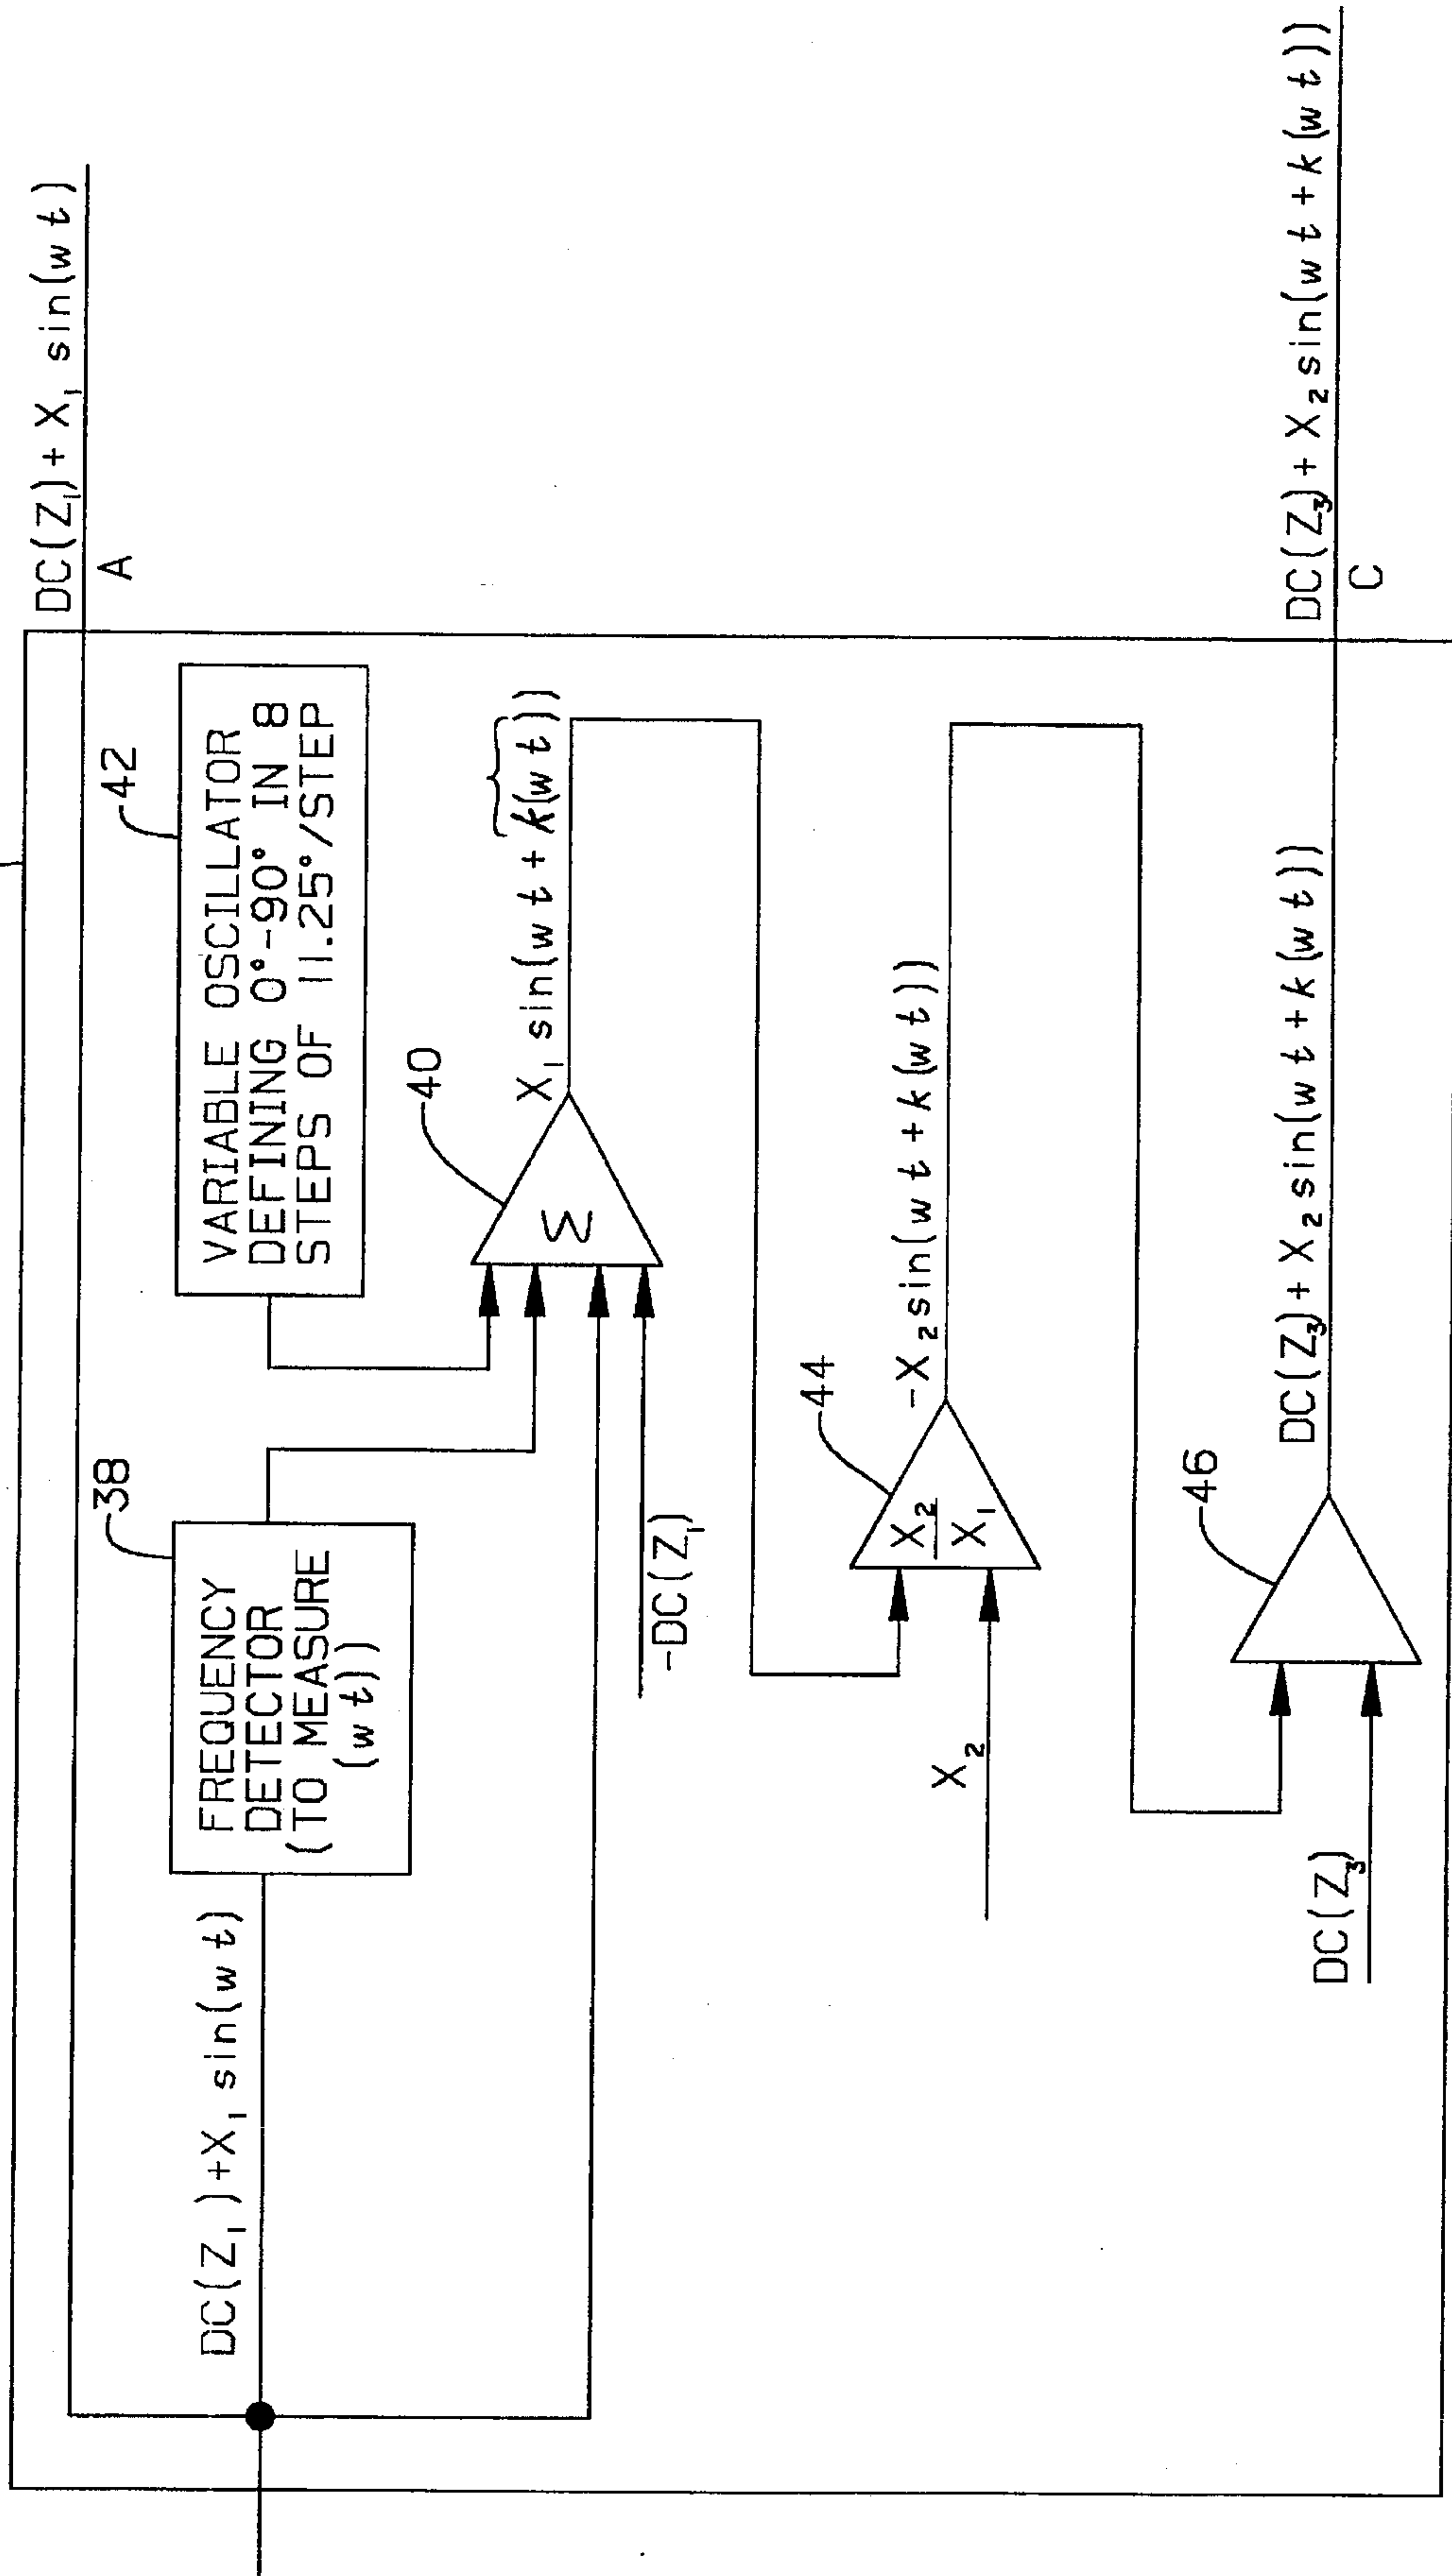 DC(Z₁)+X₁ sin(wt)
A
42
VARIABLE OSCILLATOR
DEFINING 0°-90° IN 8
STEPS OF 11.25°/STEP
38
FREQUENCY
DETECTOR
(TO MEASURE
(wt))
DC(Z₁)+X₁ sin(wt)
40
Σ
X₁ sin(wt + k(wt))
-DC(Z₁)
44
X₂
X₁
-X₂ sin(wt + k(wt))
X₂
46
DC(Z₃)+X₂ sin(wt+k(wt))
DC(Z₃)
DC(Z₃)+X₂ sin(wt+k(wt))
C